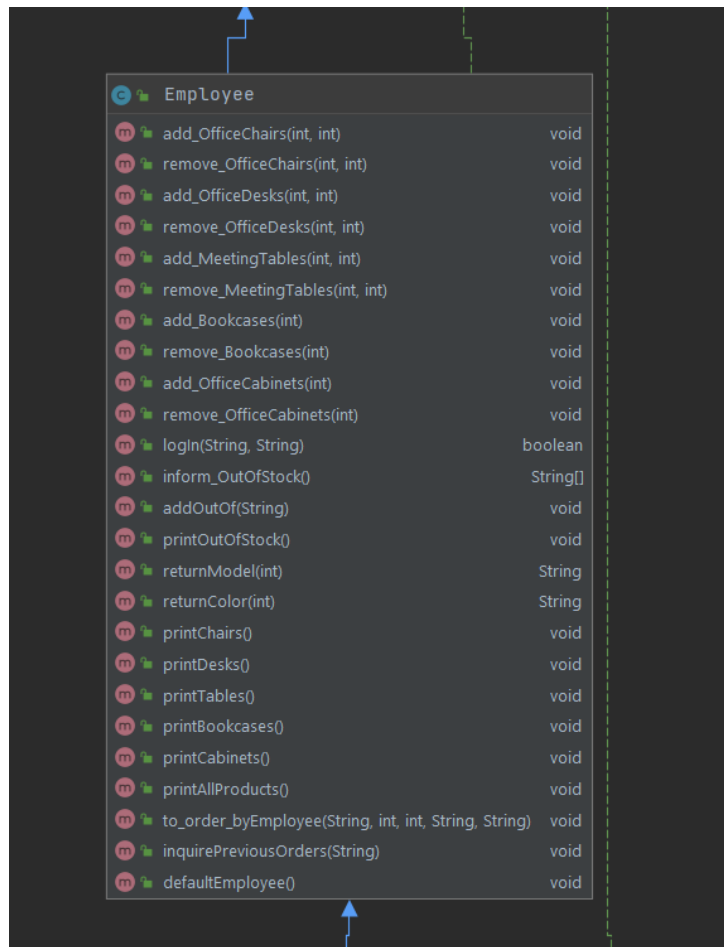 C Employee
m add_OfficeChairs(int, int) void
m remove_OfficeChairs(int, int) void
m add_OfficeDesks(int, int) void
m remove_OfficeDesks(int, int) void
m add_MeetingTables(int, int) void
m remove_MeetingTables(int, int) void
m add_Bookcases(int) void
m remove_Bookcases(int) void
m add_OfficeCabinets(int) void
m remove_OfficeCabinets(int) void
m logIn(String, String) boolean
m inform_OutOfStock() String[]
m addOutOf(String) void
m printOutOfStock() void
m returnModel(int) String
m returnColor(int) String
m printChairs() void
m printDesks() void
m printTables() void
m printBookcases() void
m printCabinets() void
m printAllProducts() void
m to_order_byEmployee(String, int, int, String, String) void
m inquirePreviousOrders(String) void
m defaultEmployee() void